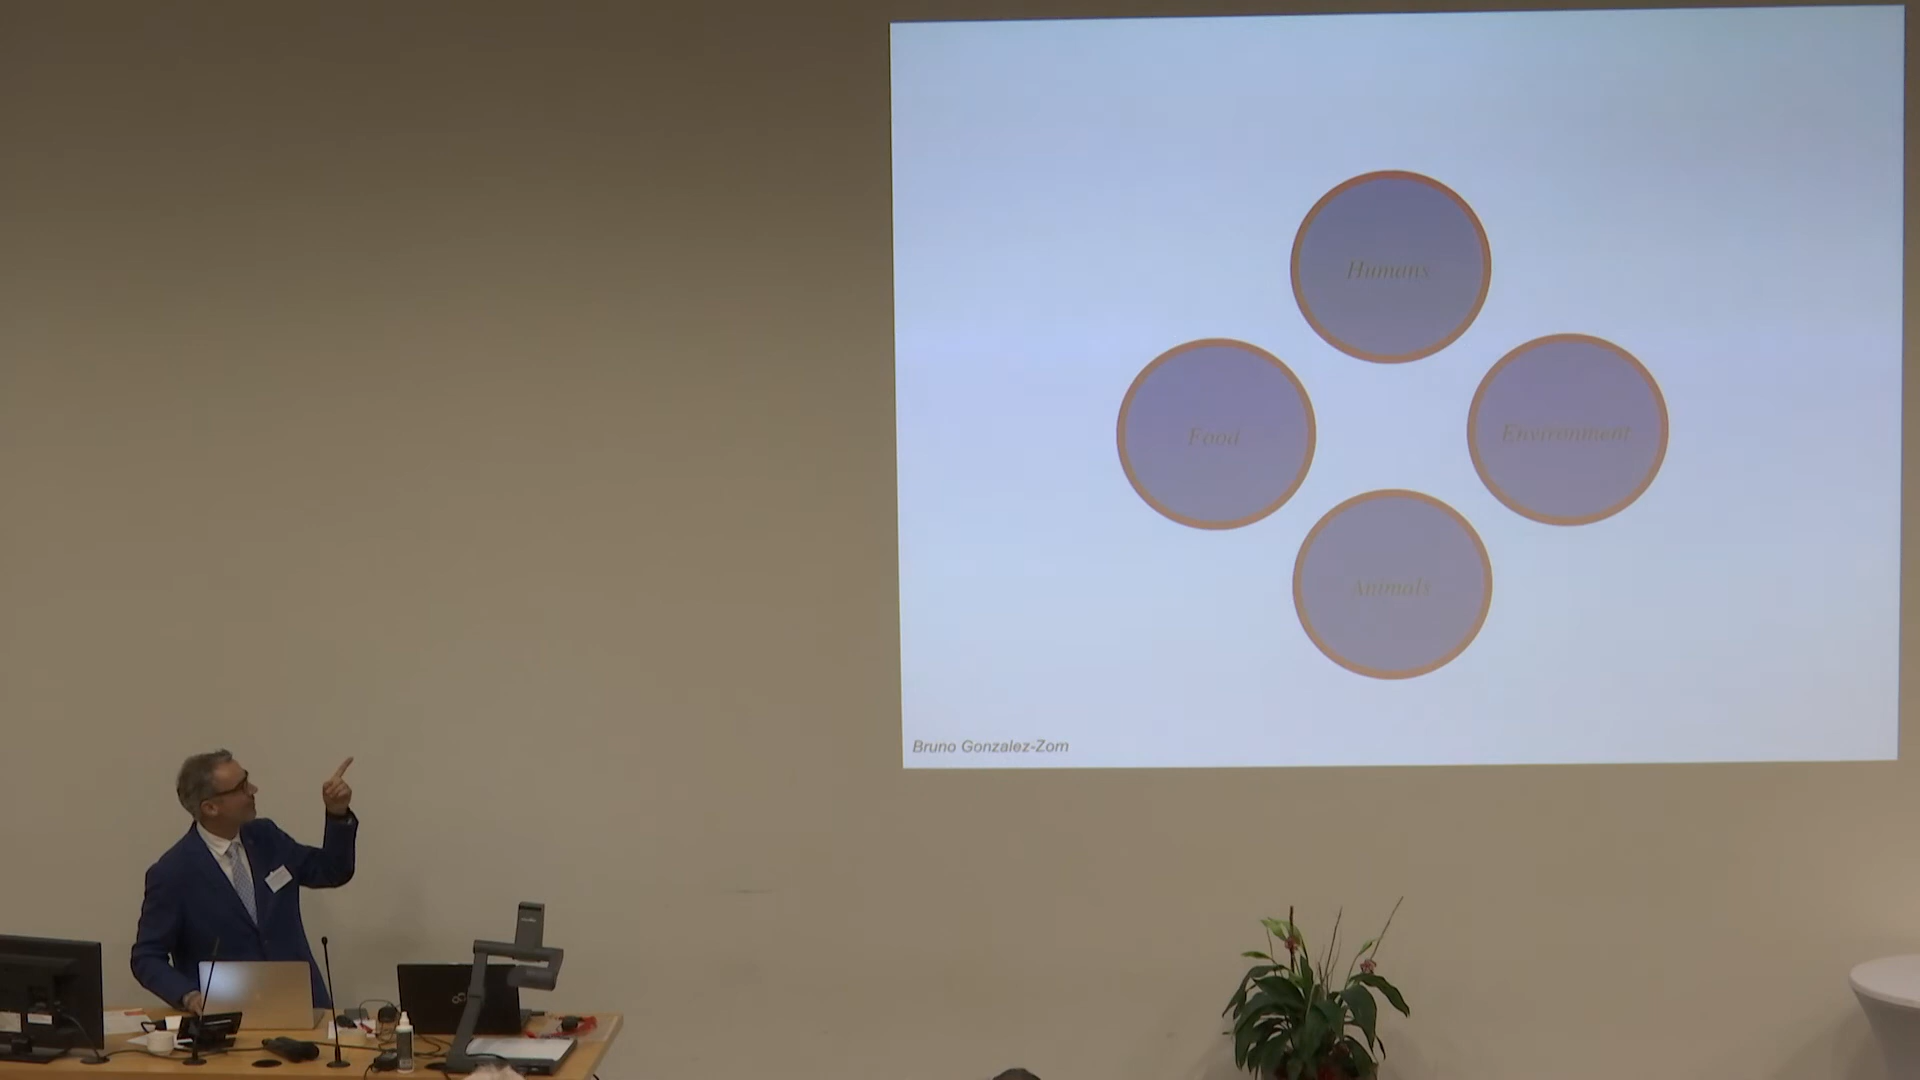 Humans
Food
Environment
Animals
Bruno Gonzalez-Zorn